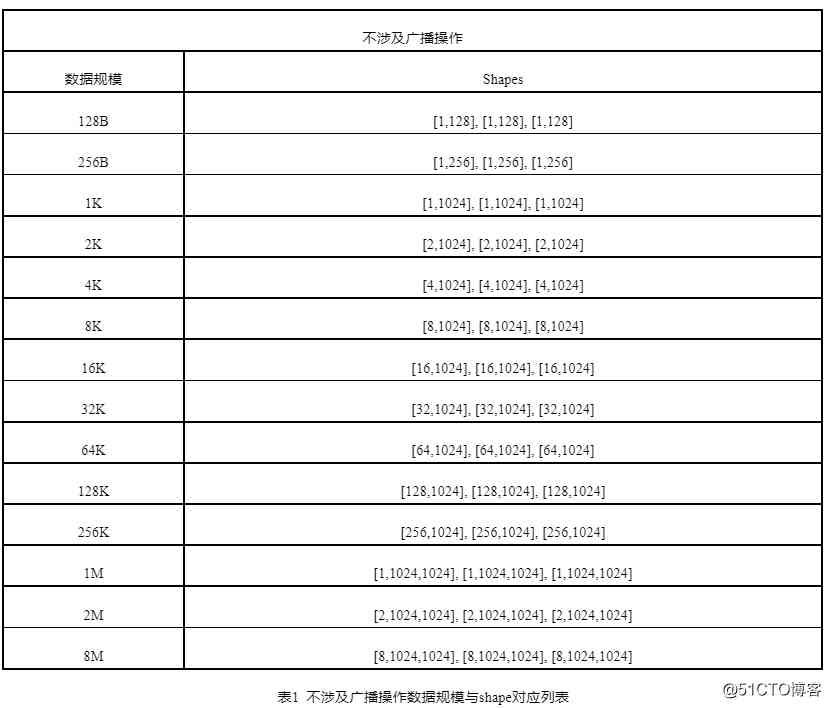 不涉及广播操作
数据规模 Shapes
128B [1,128], [1,128], [1,128]
256B [1,256], [1,256], [1,256]
1K [1,1024], [1,1024], [1,1024]
2K [2,1024], [2,1024], [2,1024]
4K [4,1024], [4,1024], [4,1024]
8K [8,1024], [8,1024], [8,1024]
16K [16,1024], [16,1024], [16,1024]
32K [32,1024], [32,1024], [32,1024]
64K [64,1024], [64,1024], [64,1024]
128K [128,1024], [128,1024], [128,1024]
256K [256,1024], [256,1024], [256,1024]
1M [1,1024,1024], [1,1024,1024], [1,1024,1024]
2M [2,1024,1024], [2,1024,1024], [2,1024,1024]
8M [8,1024,1024], [8,1024,1024], [8,1024,1024]
表1 不涉及广播操作数据规模与shape对应列表
@51CTO博客